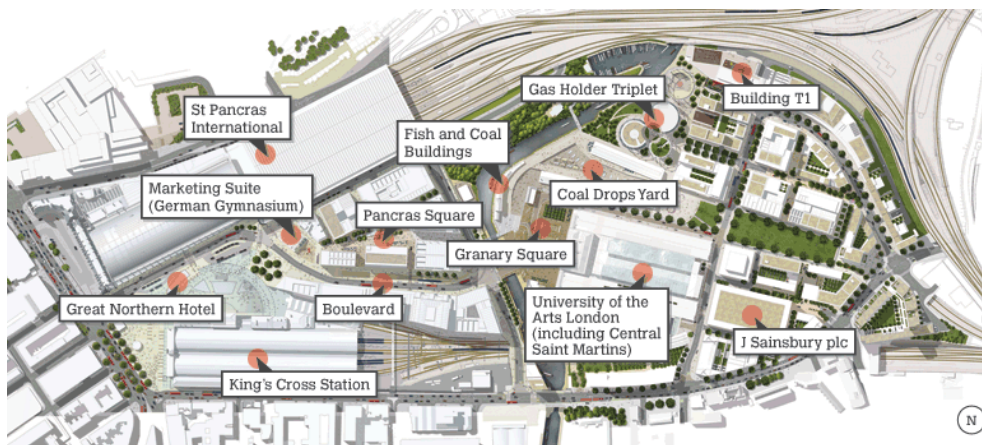 Gas Holder Triplet
Building T1
St Pancras
International
Fish and Coal
Buildings
Marketing Suite
(German Gymnasium)
Pancras Square
Coal Drops Yard
Granary Square
Great Northern Hotel
Boulevard
University of the
Arts London
(including Central
Saint Martins)
J Sainsbury plc
King's Cross Station
N